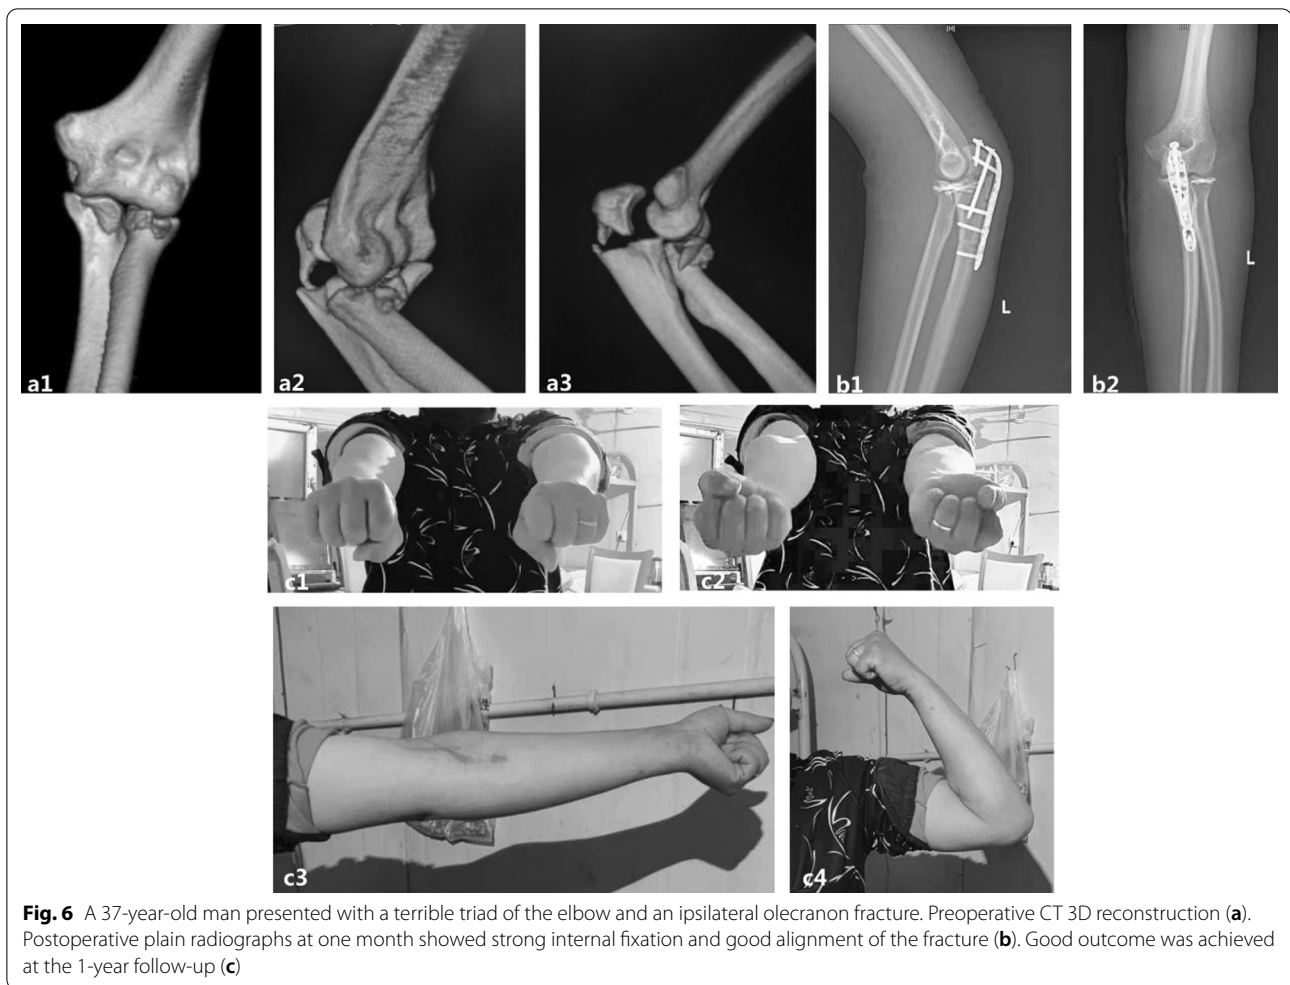 a1
a2
a3
b1
L
b2
L
c1
c2
c3
c4
Fig. 6 A 37-year-old man presented with a terrible triad of the elbow and an ipsilateral olecranon fracture. Preoperative CT 3D reconstruction (a).
Postoperative plain radiographs at one month showed strong internal fixation and good alignment of the fracture (b). Good outcome was achieved
at the 1-year follow-up (c)